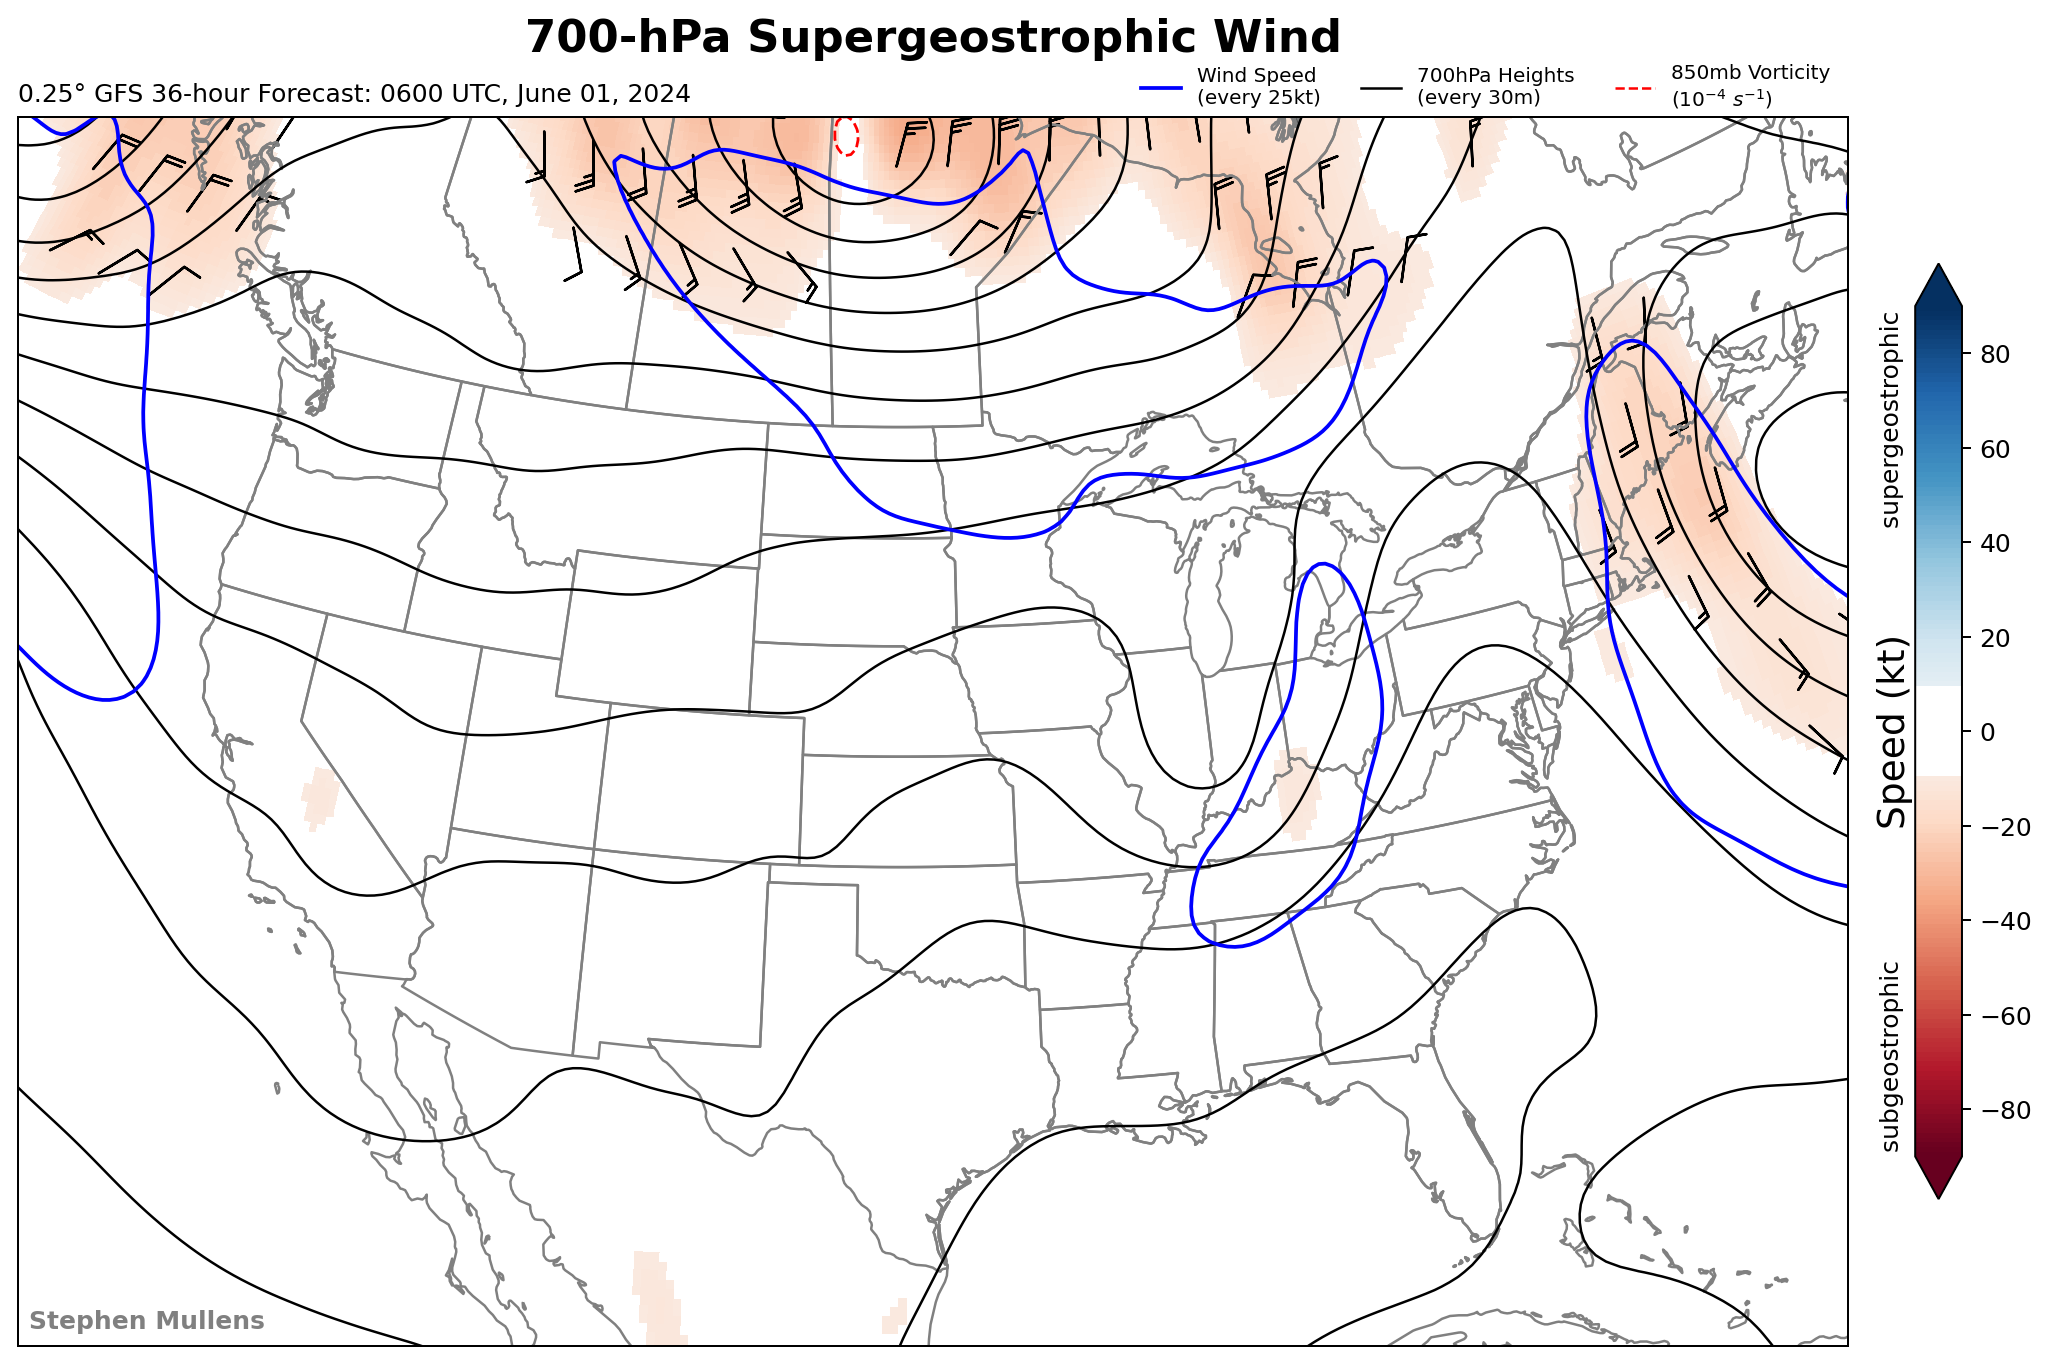 700-hPa Supergeostrophic Wind
0.25° GFS 36-hour Forecast: 0600 UTC, June 01, 2024
Wind Speed
(every 25kt)
700hPa Heights
(every 30m)
850mb Vorticity
(10⁻⁴ s⁻¹)
supergeostrophic
Speed (kt)
subgeostrophic
80
60
40
20
0
−20
−40
−60
−80
Stephen Mullens